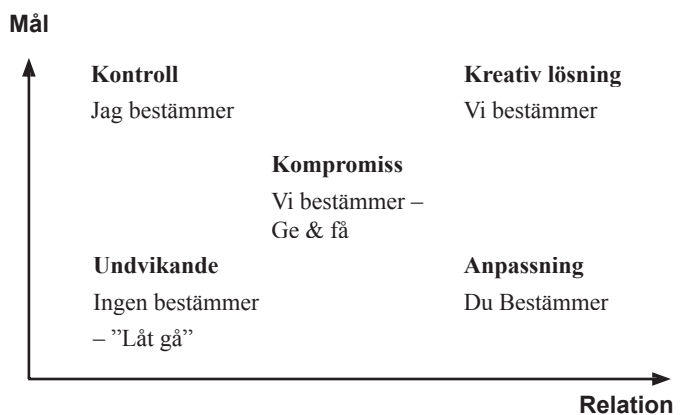 Mål
Kontroll
Jag bestämmer
Kreativ lösning
Vi bestämmer
Kompromiss
Vi bestämmer –
Ge & få
Undvikande
Ingen bestämmer
– ”Låt gå”
Anpassning
Du Bestämmer
Relation